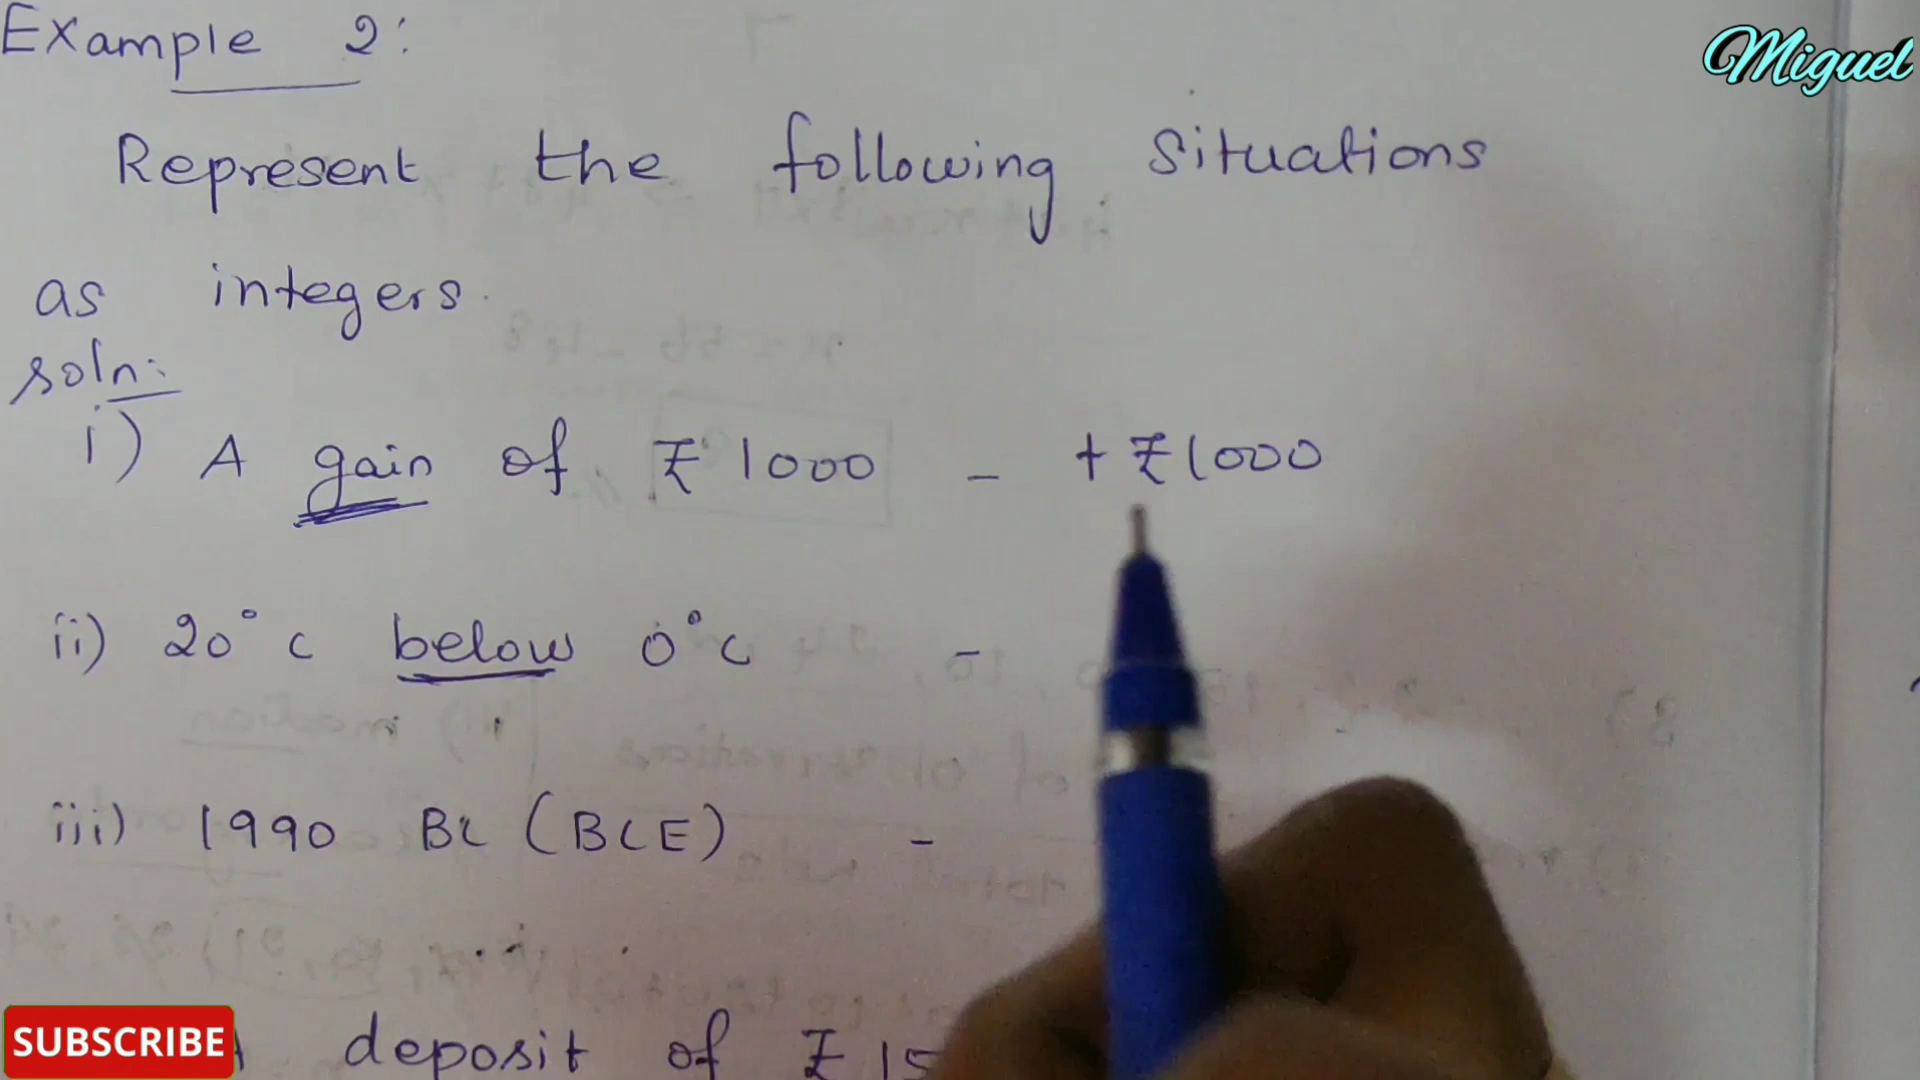 Example 2:
Miguel
Represent the following situations
as integers.
soln:
i) A gain of ₹ 1000 - + ₹1000
ii) 20°c below 0°c -
iii) 1990 BC (BCE) -
deposit of ₹ 15
SUBSCRIBE